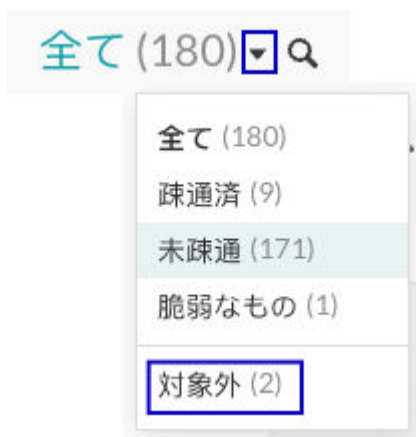 全て (180)
全て (180)
疎通済 (9)
未疎通 (171)
脆弱なもの (1)
対象外 (2)